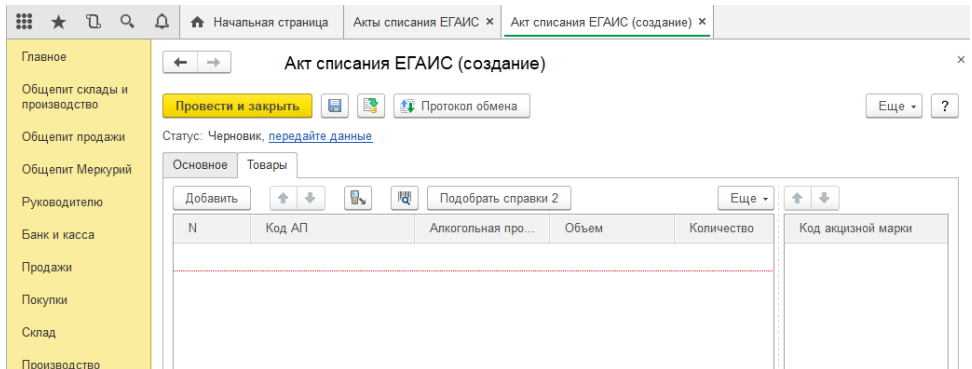 Начальная страница Акты списания ЕГАИС × Акт списания ЕГАИС (создание) ×
Главное
Общепит склады и
производство
Общепит продажи
Общепит Меркурий
Руководителю
Банк и касса
Продажи
Покупки
Склад
Производство
Акт списания ЕГАИС (создание) ×
Провести и закрыть Протокол обмена Еще ?
Статус: Черновик, передайте данные
Основное Товары
Добавить Подобрать справки 2 Еще
N Код АП Алкогольная про... Объем Количество Код акцизной марки